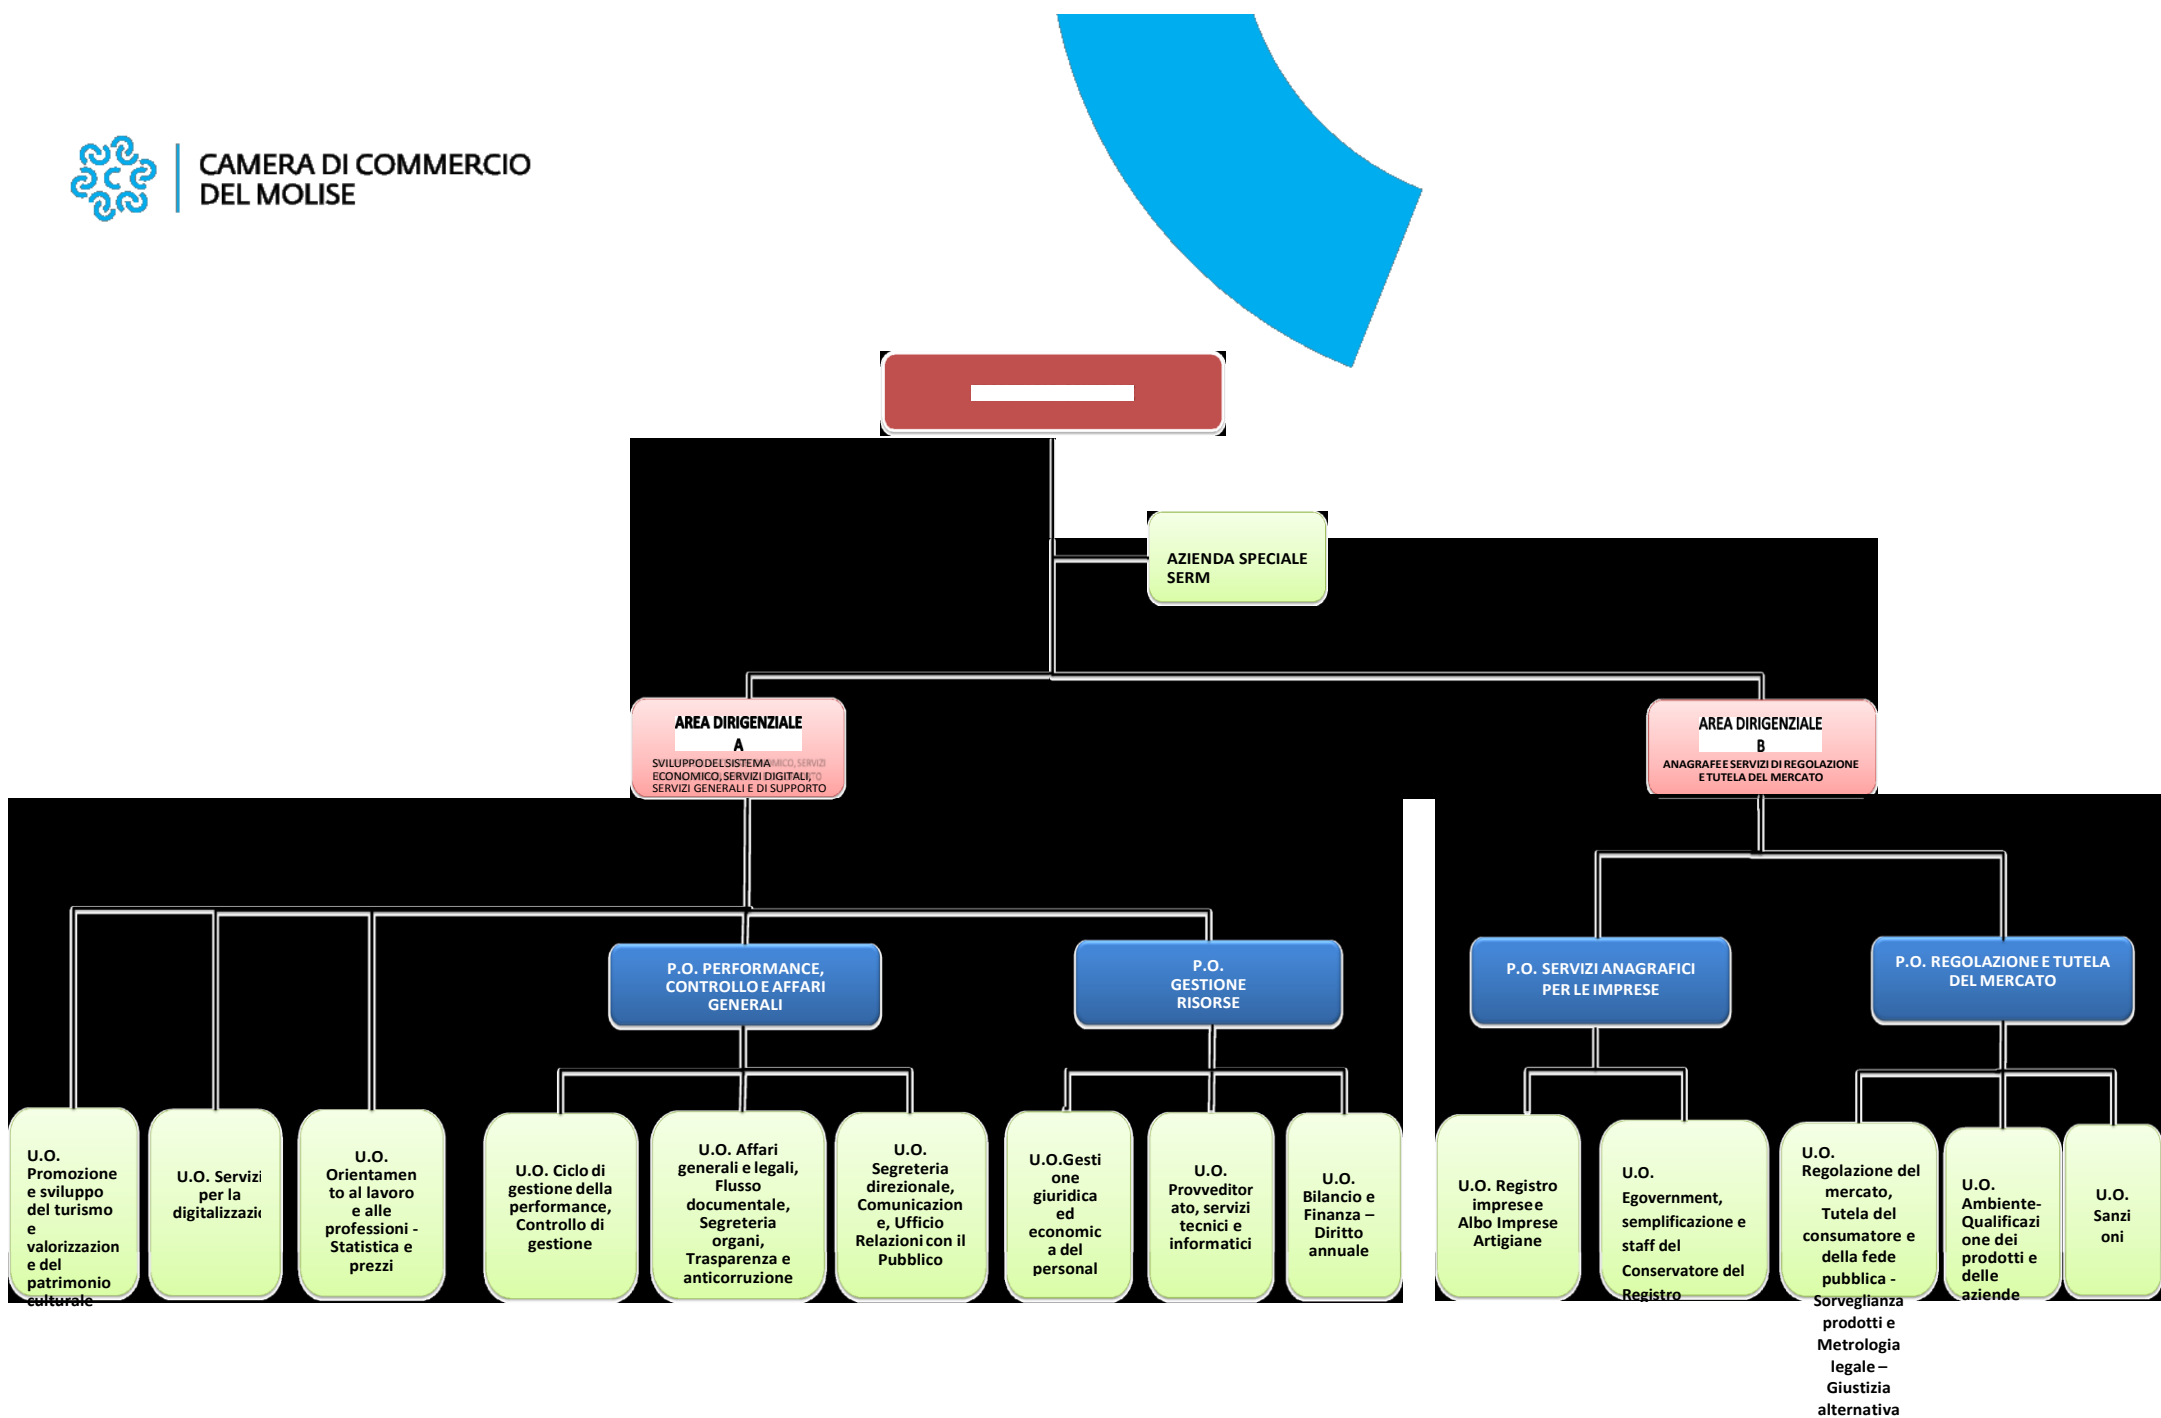 CAMERA DI COMMERCIO
DEL MOLISE
AZIENDA SPECIALE
SERM
AREA DIRIGENZIALE
A
SVILUPPO DEL SISTEMA
ECONOMICO, SERVIZI DIGITALI,
SERVIZI GENERALI E DI SUPPORTO
AREA DIRIGENZIALE
B
ANAGRAFE E SERVIZI DI REGOLAZIONE
E TUTELA DEL MERCATO
P.O. PERFORMANCE,
CONTROLLO E AFFARI
GENERALI
P.O.
GESTIONE
RISORSE
P.O. SERVIZI ANAGRAFICI
PER LE IMPRESE
P.O. REGOLAZIONE E TUTELA
DEL MERCATO
U.O.
Promozione
e sviluppo
del turismo
e
valorizzazion
e del
patrimonio
culturale
U.O. Servizi
per la
digitalizzazio
U.O.
Orientamen
to al lavoro
e alle
professioni -
Statistica e
prezzi
U.O. Ciclo di
gestione della
performance,
Controllo di
gestione
U.O. Affari
generali e legali,
Flusso
documentale,
Segreteria
organi,
Trasparenza e
anticorruzione
U.O.
Segreteria
direzionale,
Comunicazion
e, Ufficio
Relazioni con il
Pubblico
U.O.Gesti
one
giuridica
ed
economic
a del
personal
U.O.
Provveditor
ato, servizi
tecnici e
informatici
U.O.
Bilancio e
Finanza –
Diritto
annuale
U.O. Registro
imprese e
Albo Imprese
Artigiane
U.O.
Egovernment,
semplificazione e
staff del
Conservatore del
Registro
U.O.
Regolazione del
mercato,
Tutela del
consumatore e
della fede
pubblica -
Sorveglianza
prodotti e
Metrologia
legale –
Giustizia
alternativa
U.O.
Ambiente-
Qualificazi
one dei
prodotti e
delle
aziende
U.O.
Sanzi
oni